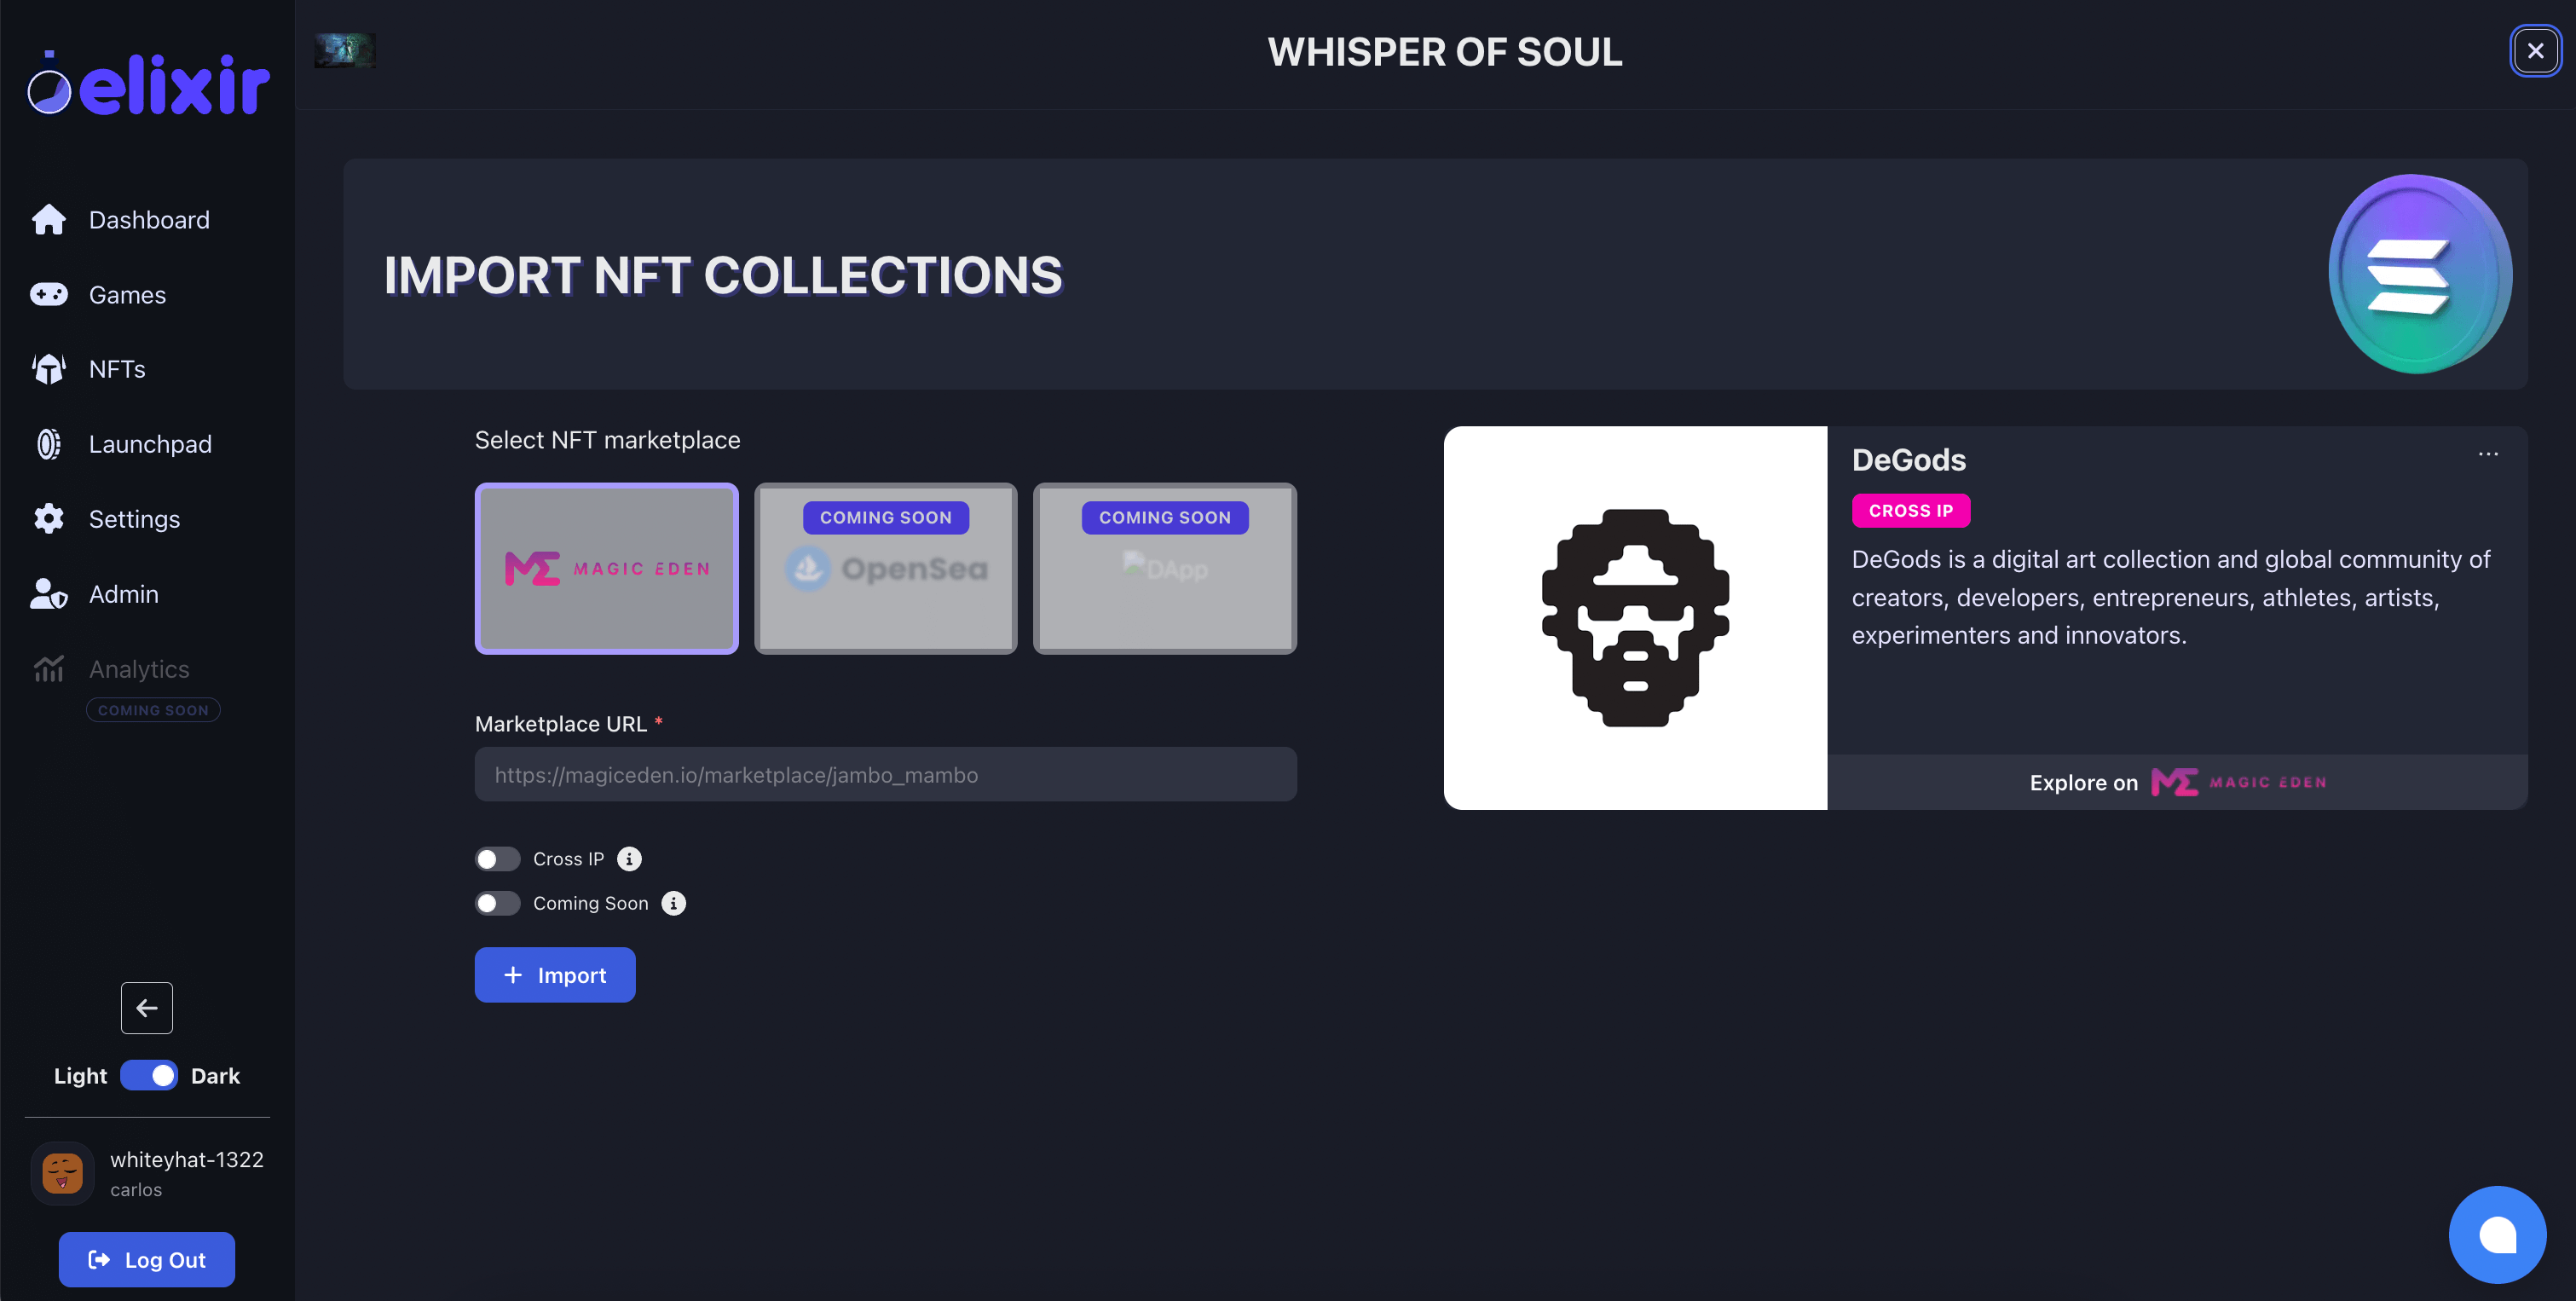 elixir
WHISPER OF SOUL
Dashboard
Games
NFTs
Launchpad
Settings
Admin
Analytics
COMING SOON
Light Dark
whiteyhat-1322
carlos
Log Out
IMPORT NFT COLLECTIONS
Select NFT marketplace
MAGIC EDEN
COMING SOON
OpenSea
COMING SOON
DApp
Marketplace URL *
https://magiceden.io/marketplace/jambo_mambo
Cross IP
Coming Soon
+ Import
DeGods
...
CROSS IP
DeGods is a digital art collection and global community of
creators, developers, entrepreneurs, athletes, artists,
experimenters and innovators.
Explore on ME MAGIC EDEN